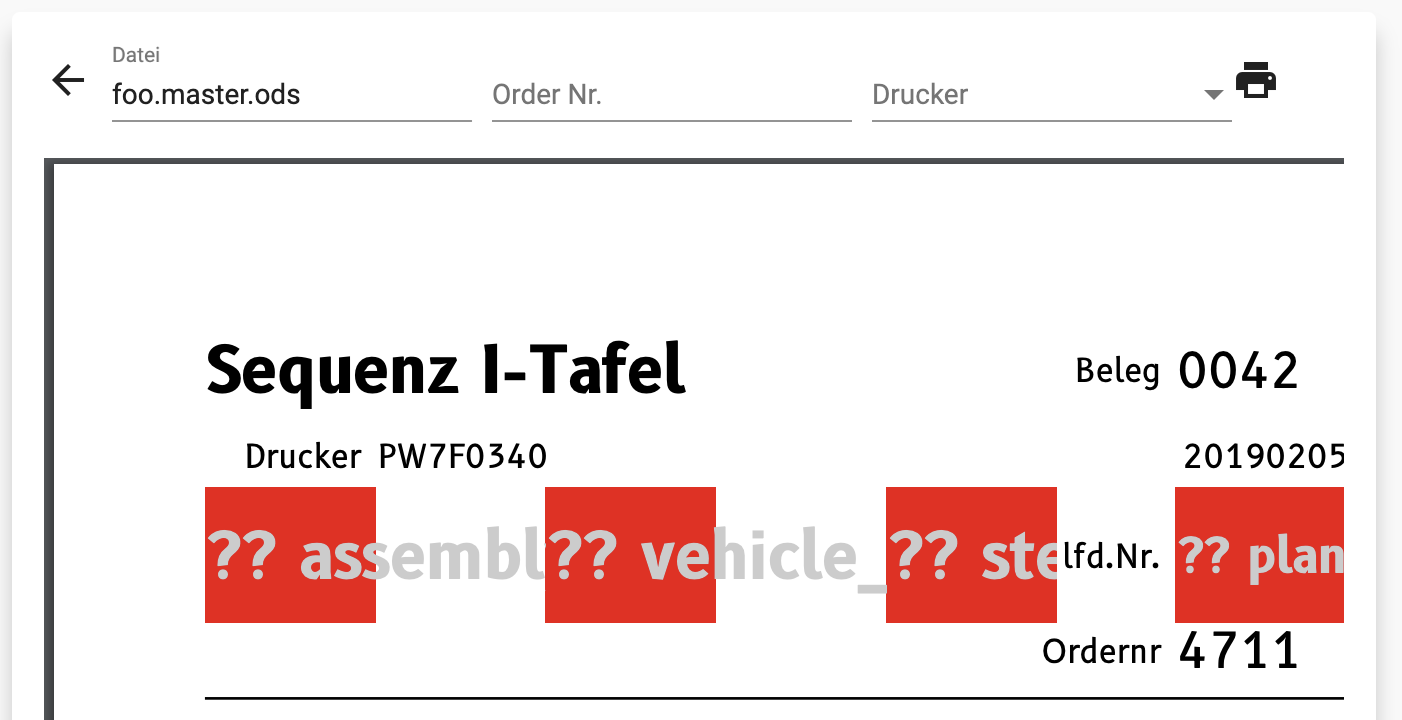 Datei
foo.master.ods Order Nr. Drucker
Sequenz I-Tafel Beleg 0042
Drucker PW7F0340 20190205
?? assembl ?? vehicle_ ?? ste lfd.Nr. ?? plan
Ordernr 4711